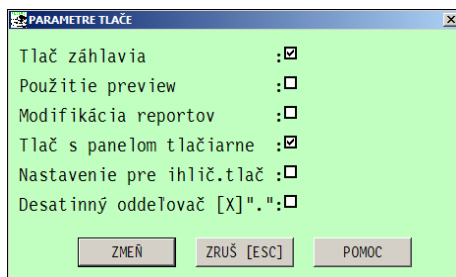 PARAMETRE TLAČE
Tlač záhlavia :
Použitie preview :
Modifikácia reportov :
Tlač s panelom tlačiarne :
Nastavenie pre ihlič.tlač :
Desatinný oddeľovač [X]".":
ZMEŇ ZRUŠ [ESC] POMOC